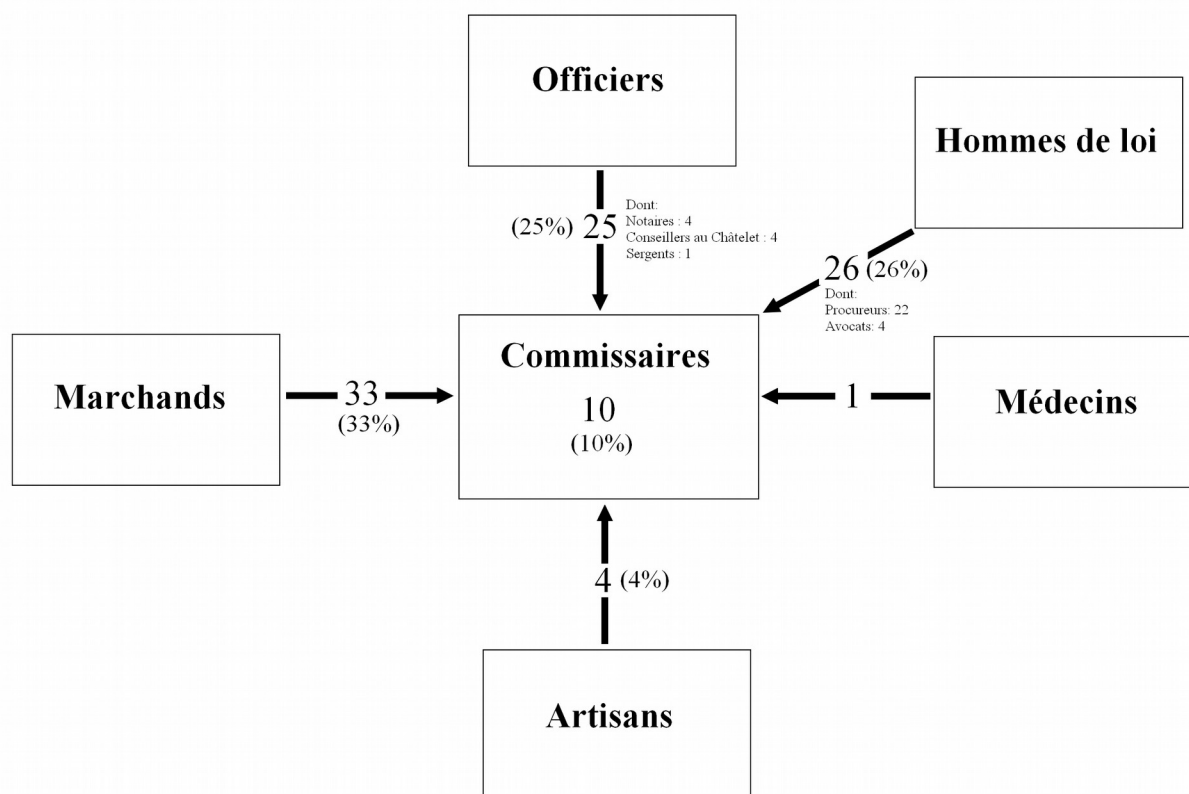 Officiers
Hommes de loi
(25%) 25
Dont:
Notaires : 4
Conseillers au Châtelet : 4
Sergents : 1
26 (26%)
Dont:
Procureurs: 22
Avocats: 4
Marchands
33
(33%)
Commissaires
10
(10%)
1
Médecins
4 (4%)
Artisans